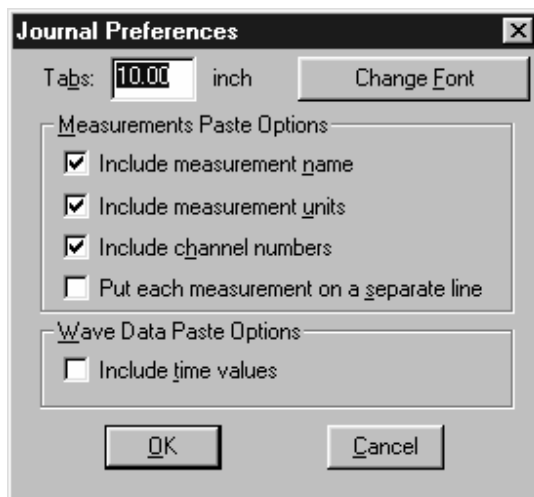 Journal Preferences
Tabs: 10.00 inch Change Font
Measurements Paste Options
Include measurement name
Include measurement units
Include channel numbers
Put each measurement on a separate line
Wave Data Paste Options
Include time values
OK Cancel